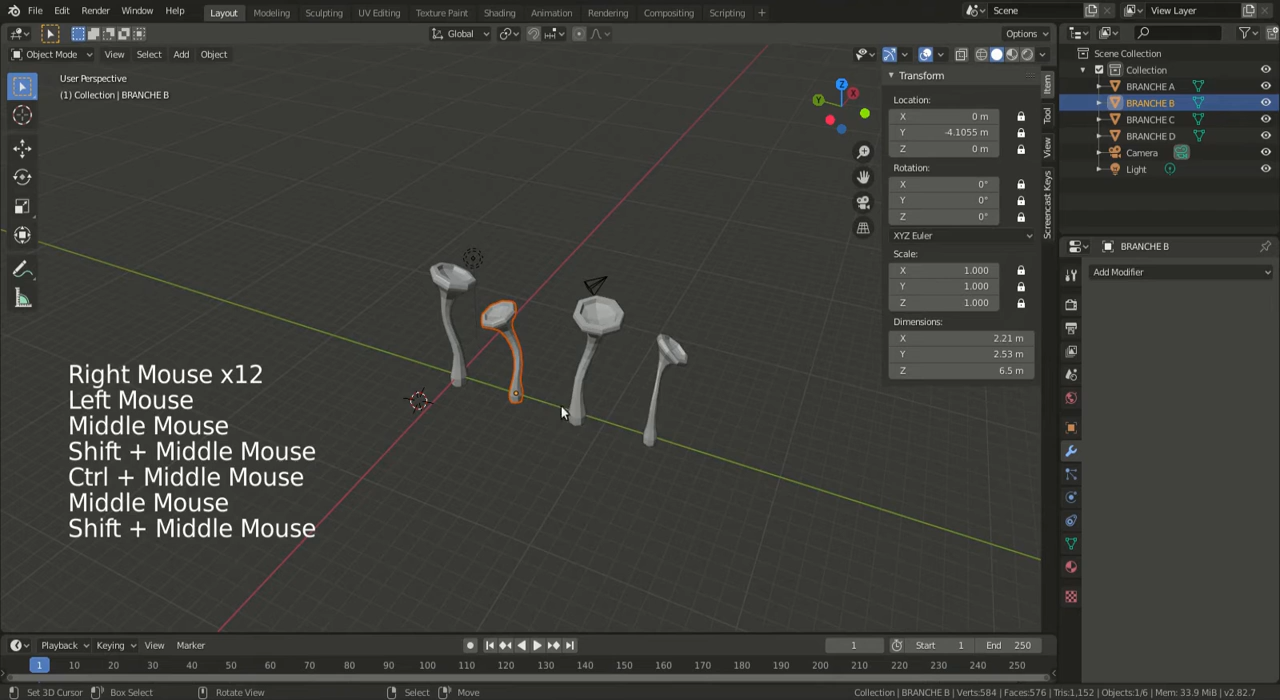 File Edit Render Window Help Layout Modeling Sculpting UV Editing Texture Paint Shading Animation Rendering Compositing Scripting + Scene View Layer
Global Options
Object Mode View Select Add Object
User Perspective
(1) Collection | BRANCHE B
Z
X
Y
Transform
Location:
X 0 m
Y -4.1055 m
Z 0 m
Rotation:
X 0°
Y 0°
Z 0°
XYZ Euler
Scale:
X 1.000
Y 1.000
Z 1.000
Dimensions:
X 2.21 m
Y 2.53 m
Z 6.5 m
Item
Tool
View
Screencast Keys
Scene Collection
Collection
BRANCHE A
BRANCHE B
BRANCHE C
BRANCHE D
Camera
Light
BRANCHE B
Add Modifier
Right Mouse x12
Left Mouse
Middle Mouse
Shift + Middle Mouse
Ctrl + Middle Mouse
Middle Mouse
Shift + Middle Mouse
Playback Keying View Marker 1 Start 1 End 250
1 10 20 30 40 50 60 70 80 90 100 110 120 130 140 150 160 170 180 190 200 210 220 230 240 250
Set 3D Cursor Box Select Rotate View Select Move Collection | BRANCHE B | Verts:584 | Faces:576 | Tris:1,152 | Objects:1/6 | Mem: 33.9 MiB | v2.82.7